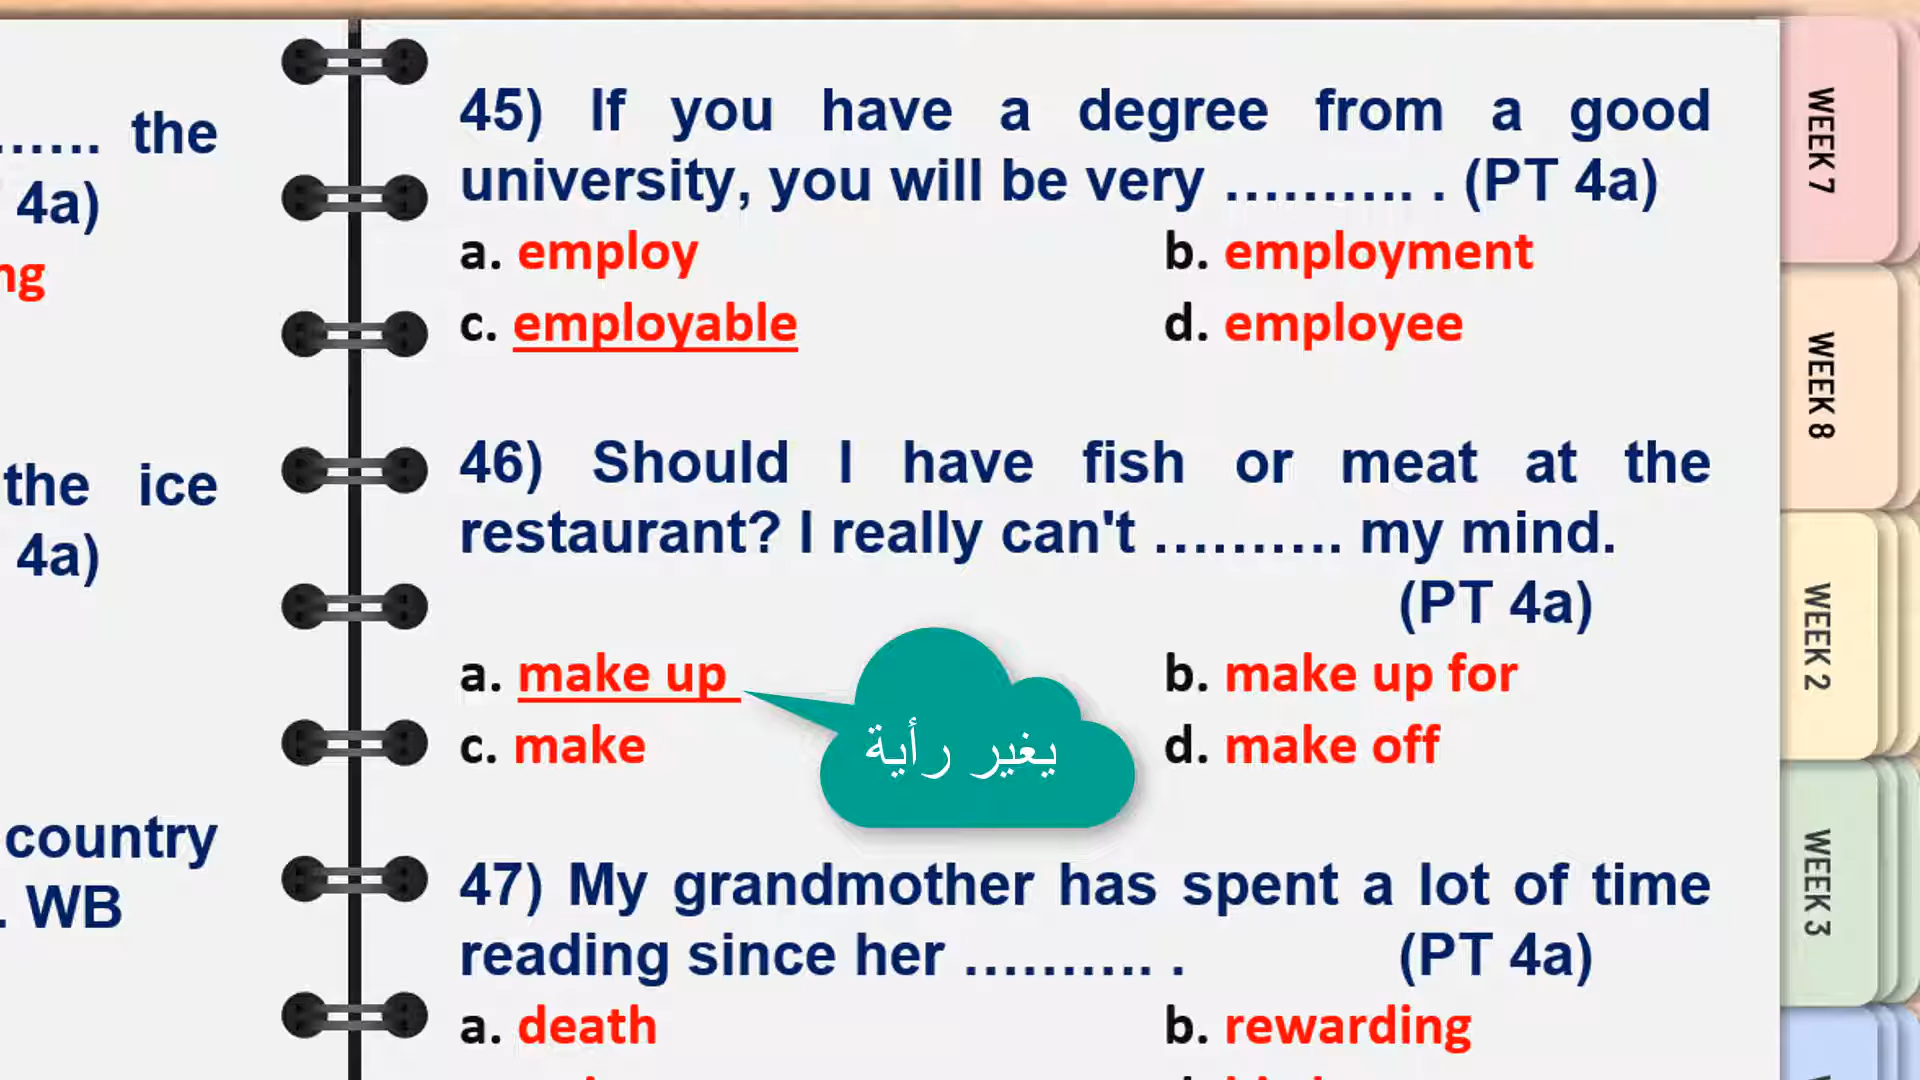 ...... the
4a)
ng
the ice
4a)
country
. WB
45) If you have a degree from a good
university, you will be very .......... . (PT 4a)
a. employ b. employment
c. employable d. employee
46) Should I have fish or meat at the
restaurant? I really can't .......... my mind.
(PT 4a)
a. make up b. make up for
c. make d. make off
يغير رأية
47) My grandmother has spent a lot of time
reading since her .......... . (PT 4a)
a. death b. rewarding
WEEK 7
WEEK 8
WEEK 2
WEEK 3